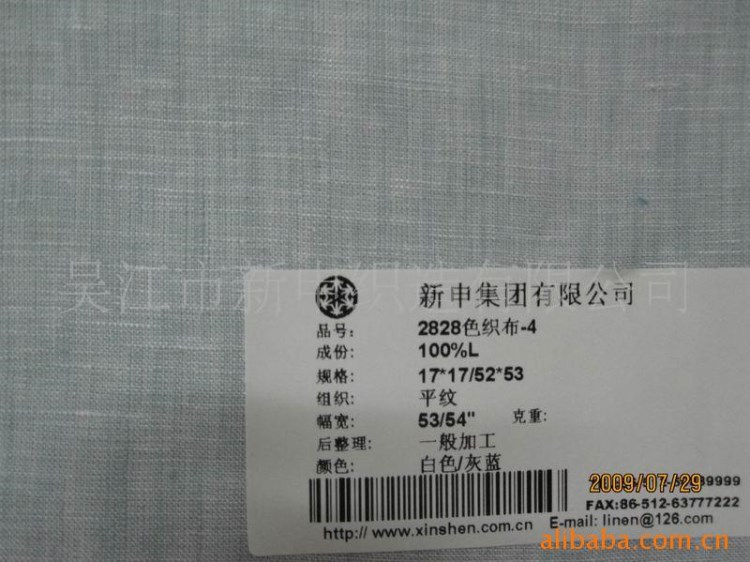 吴江市新申织造有限公司
新申集团有限公司
品号: 2828色织布-4
成份: 100%L
规格: 17*17/52*53
组织: 平纹
幅宽: 53/54" 克重:
后整理: 一般加工
颜色: 白色/灰蓝
2009/07/29
9999
FAX:86-512-63777222
http://www.xinshen.com.cn E-mail: linen@126.com
alibaba.com.cn